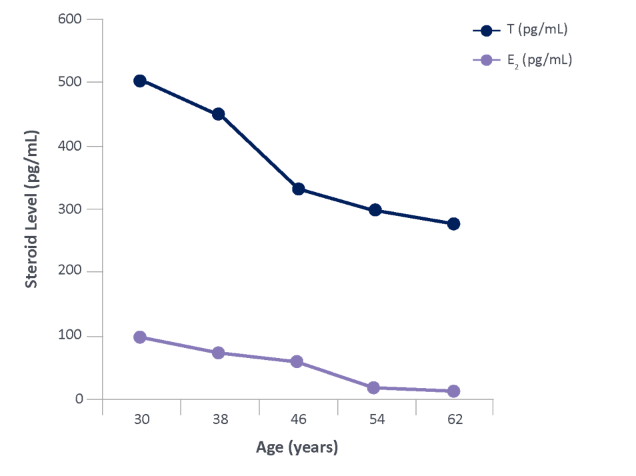 600
500
400
300
200
100
0
Steroid Level (pg/mL)
30 38 46 54 62
Age (years)
T (pg/mL)
E₂ (pg/mL)